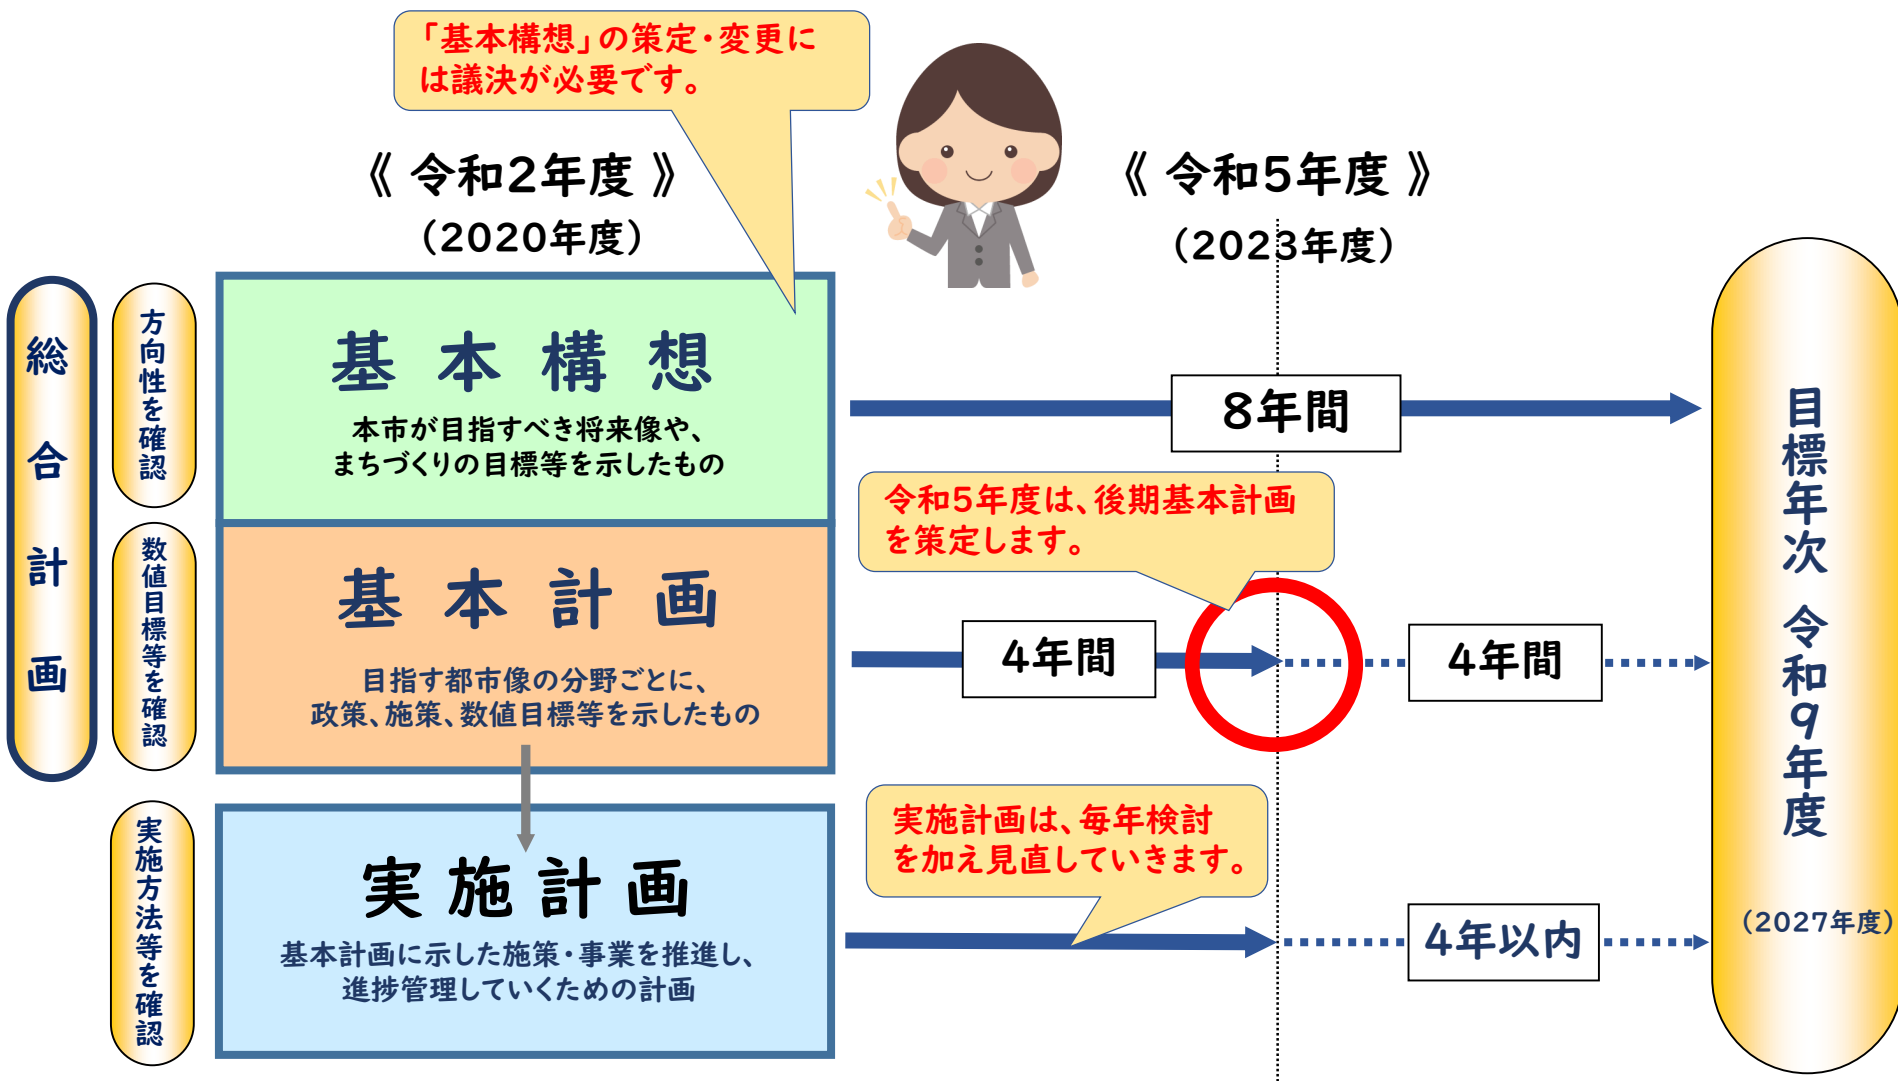 「基本構想」の策定・変更に
は議決が必要です。
《 令和2年度 》
(2020年度)
《 令和5年度 》
(2023年度)
総合計画
方向性を確認
基本構想
本市が目指すべき将来像や、
まちづくりの目標等を示したもの
8年間
数値目標等を確認
基本計画
目指す都市像の分野ごとに、
政策、施策、数値目標等を示したもの
令和5年度は、後期基本計画
を策定します。
4年間
4年間
実施方法等を確認
実施計画
基本計画に示した施策・事業を推進し、
進捗管理していくための計画
実施計画は、毎年検討
を加え見直していきます。
4年以内
目標年次 令和9年度
(2027年度)